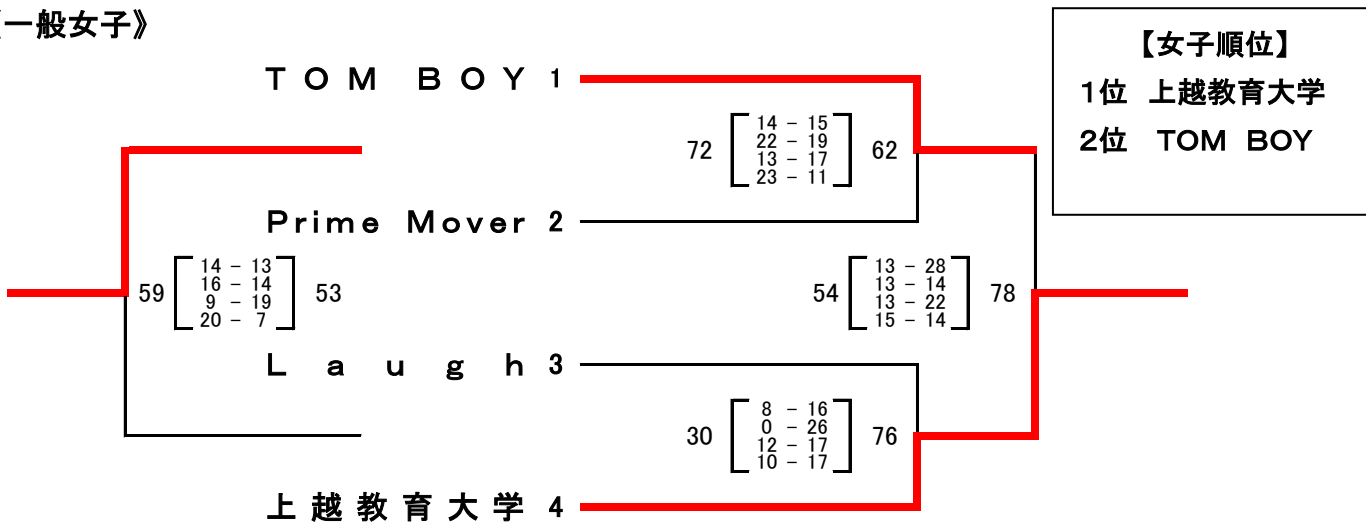 《一般女子》
TOM BOY 1
72
14 - 15
22 - 19
13 - 17
23 - 11
62
Prime Mover 2
59
14 - 13
16 - 14
9 - 19
20 - 7
53
54
13 - 28
13 - 14
13 - 22
15 - 14
78
Laugh 3
30
8 - 16
0 - 26
12 - 17
10 - 17
76
上越教育大学 4
【女子順位】
1位 上越教育大学
2位 TOM BOY